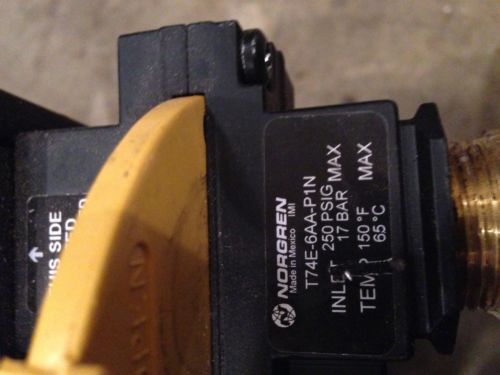 NORGREN
Made in Mexico IMI
T74E-6AA-P1N
INLET 250 PSIG MAX
17 BAR
TEMP 150 °F MAX
65 °C
THIS SIDE